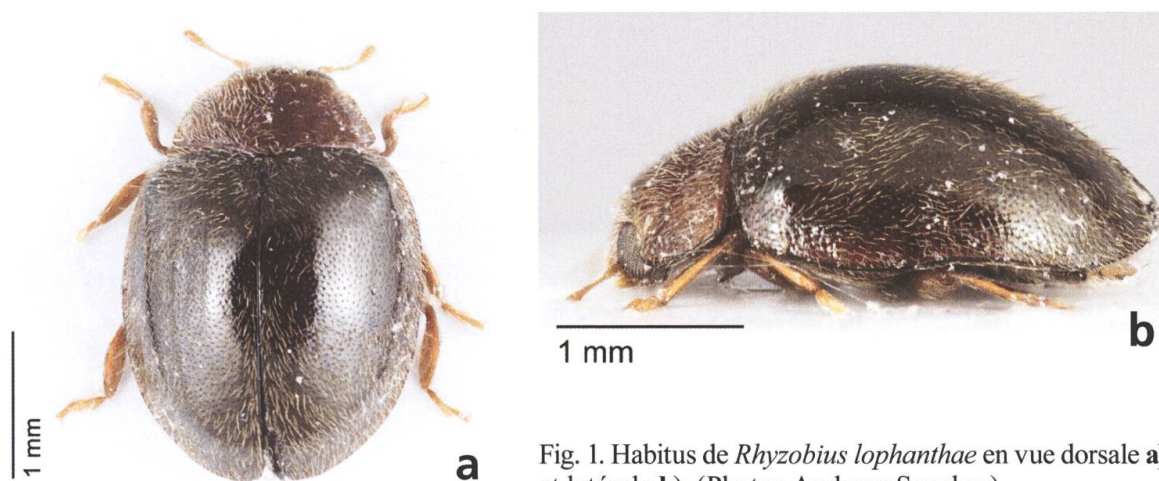 1 mm
a
1 mm
b
Fig. 1. Habitus de Rhyzobius lophanthae en vue dorsale a)